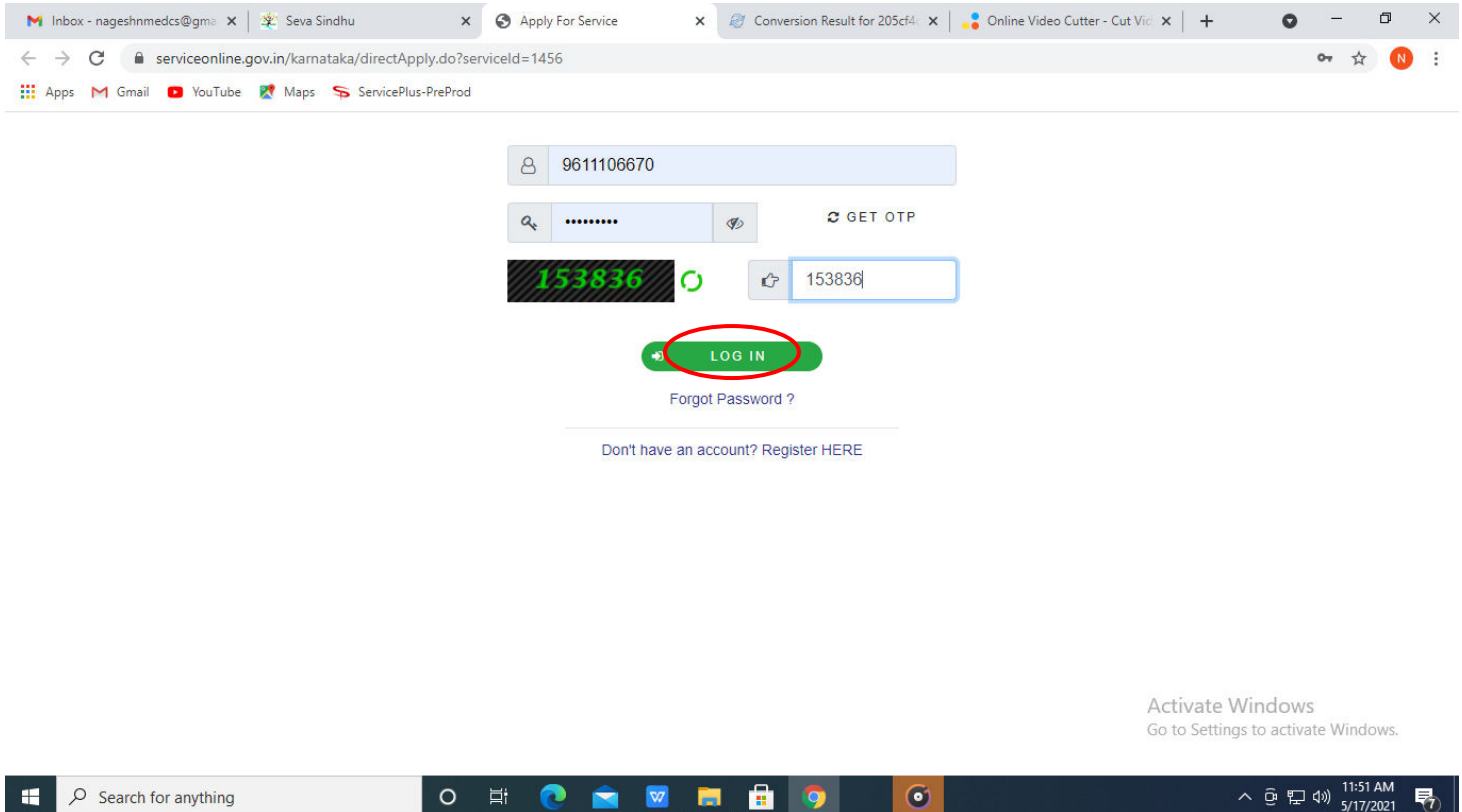 Inbox - nageshnmedcs@gma
Seva Sindhu
Apply For Service
Conversion Result for 205cf4
Online Video Cutter - Cut Vid
serviceonline.gov.in/karnataka/directApply.do?serviceId=1456
N
Apps
Gmail
YouTube
Maps
ServicePlus-PreProd
9611106670
•••••••••
GET OTP
153836
153836
LOG IN
Forgot Password ?
Don't have an account? Register HERE
Activate Windows
Go to Settings to activate Windows.
Search for anything
W
11:51 AM
5/17/2021